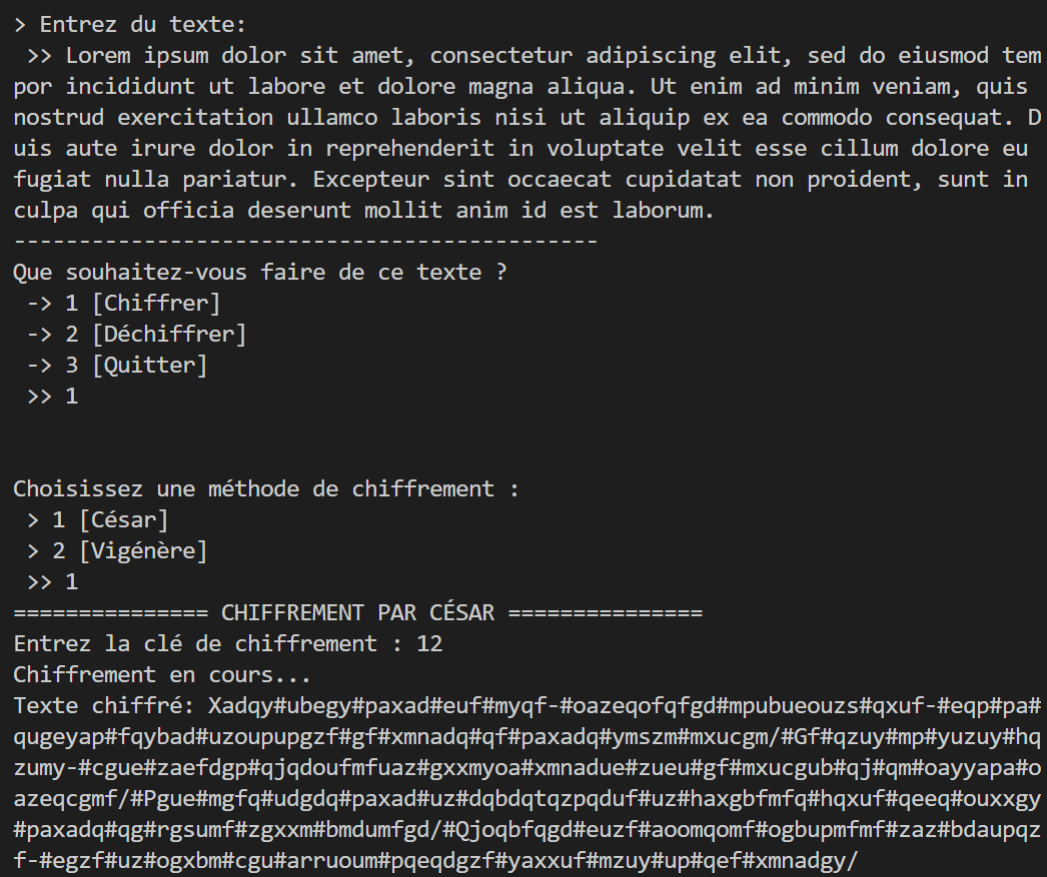 > Entrez du texte:
 >> Lorem ipsum dolor sit amet, consectetur adipiscing elit, sed do eiusmod tem
por incididunt ut labore et dolore magna aliqua. Ut enim ad minim veniam, quis
nostrud exercitation ullamco laboris nisi ut aliquip ex ea commodo consequat. D
uis aute irure dolor in reprehenderit in voluptate velit esse cillum dolore eu
fugiat nulla pariatur. Excepteur sint occaecat cupidatat non proident, sunt in
culpa qui officia deserunt mollit anim id est laborum.
---------------------------------------------
Que souhaitez-vous faire de ce texte ?
 -> 1 [Chiffrer]
 -> 2 [Déchiffrer]
 -> 3 [Quitter]
 >> 1
Choisissez une méthode de chiffrement :
 > 1 [César]
 > 2 [Vigénère]
 >> 1
=============== CHIFFREMENT PAR CÉSAR ===============
Entrez la clé de chiffrement : 12
Chiffrement en cours...
Texte chiffré: Xadqy#ubegy#paxad#euf#myqf-#oazeqofqfgd#mpubueouzs#qxuf-#eqp#pa#
qugeyap#fqybad#uzoupupgzf#gf#xmnadq#qf#paxadq#ymszm#mxucgm/#Gf#qzuy#mp#yuzuy#hq
zumy-#cgue#zaefdgp#qjqdoufmfuaz#gxxmyoa#xmnadue#zueu#gf#mxucgub#qj#qm#oayyapa#o
azeqcgmf/#Pgue#mgfq#udgdq#paxad#uz#dqbdqtqzpqduf#uz#haxgbfmfq#hqxuf#qeeq#ouxxgy
#paxadq#qg#rgsumf#zgxxm#bmdumfgd/#Qjoqbfqgd#euzf#aoomqomf#ogbupmfmf#zaz#bdaupqz
f-#egzf#uz#ogxbm#cgu#arruoum#pqeqdgzf#yaxxuf#mzuy#up#qef#xmnadgy/